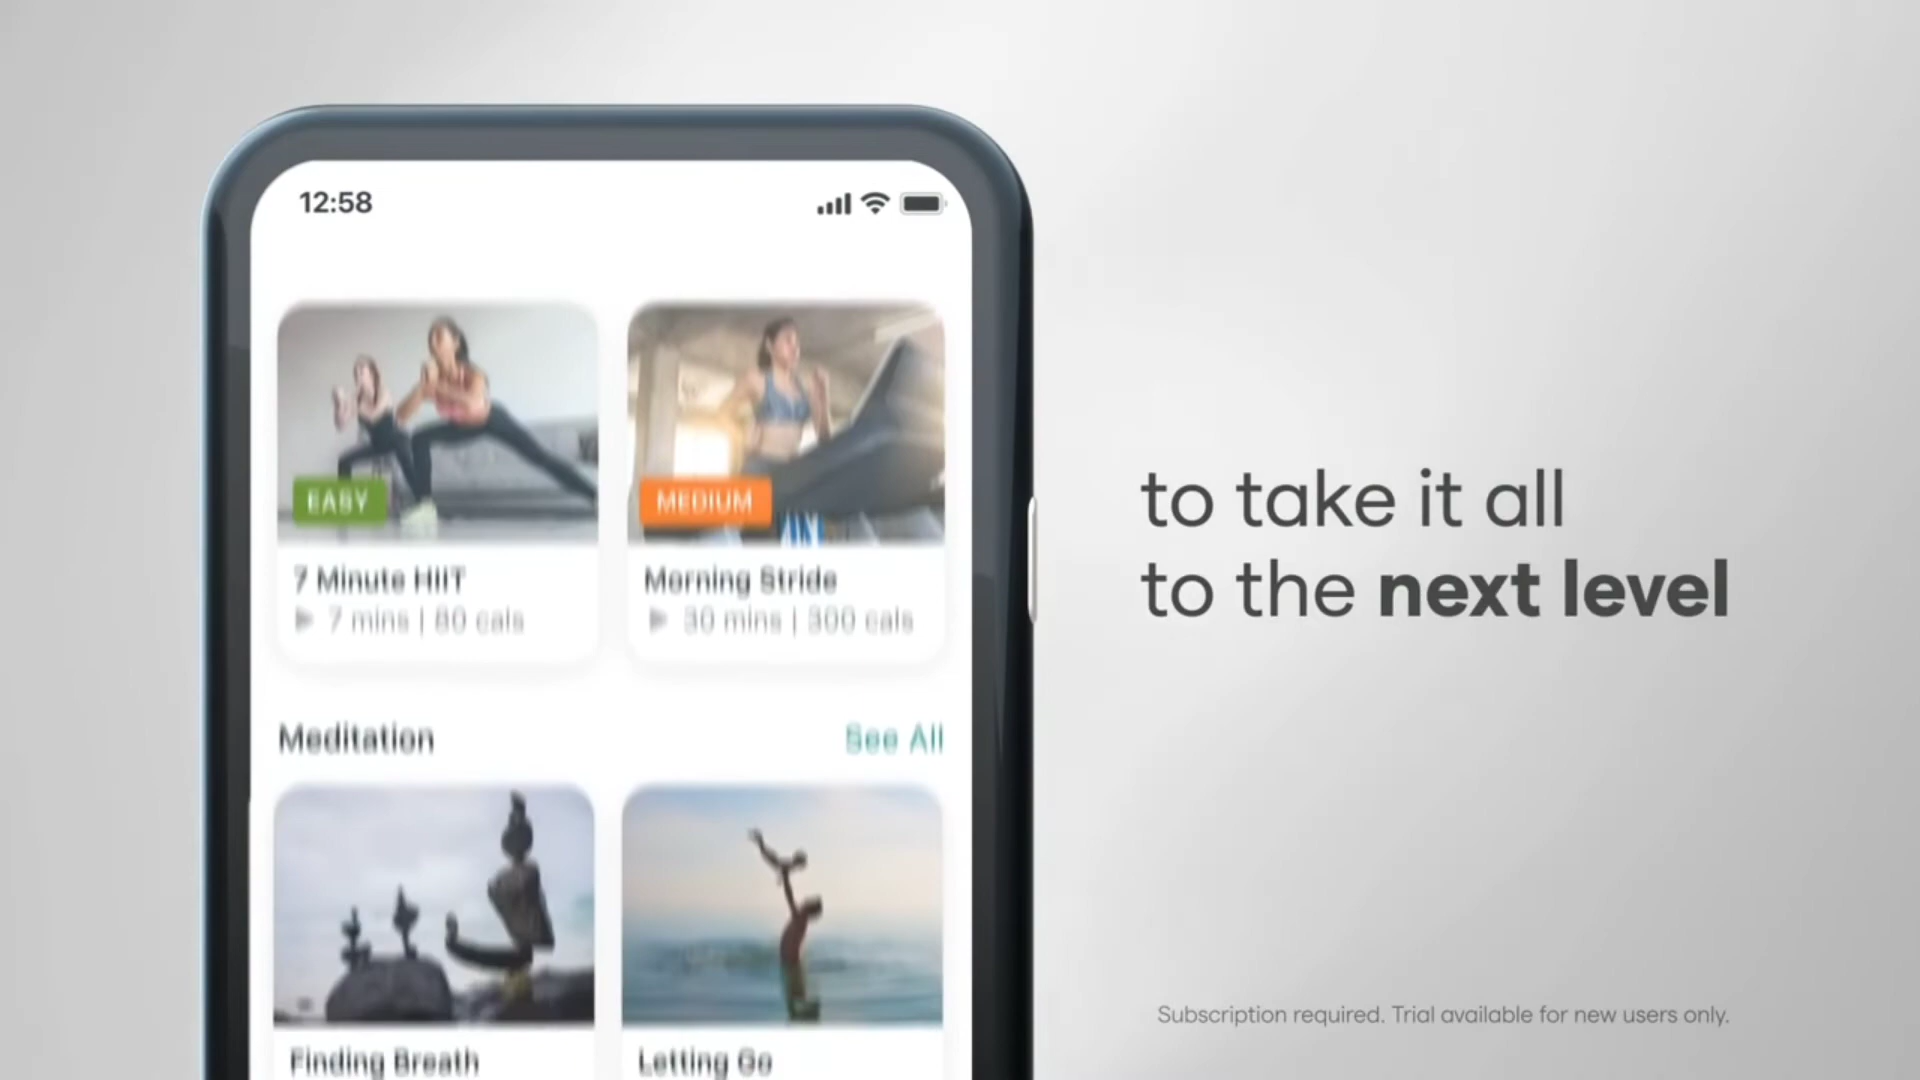 12:58
EASY
MEDIUM
7 Minute HIIT
7 mins | 80 cals
Morning Stride
30 mins | 300 cals
Meditation
See All
Finding Breath
Letting Go
to take it all
to the next level
Subscription required. Trial available for new users only.